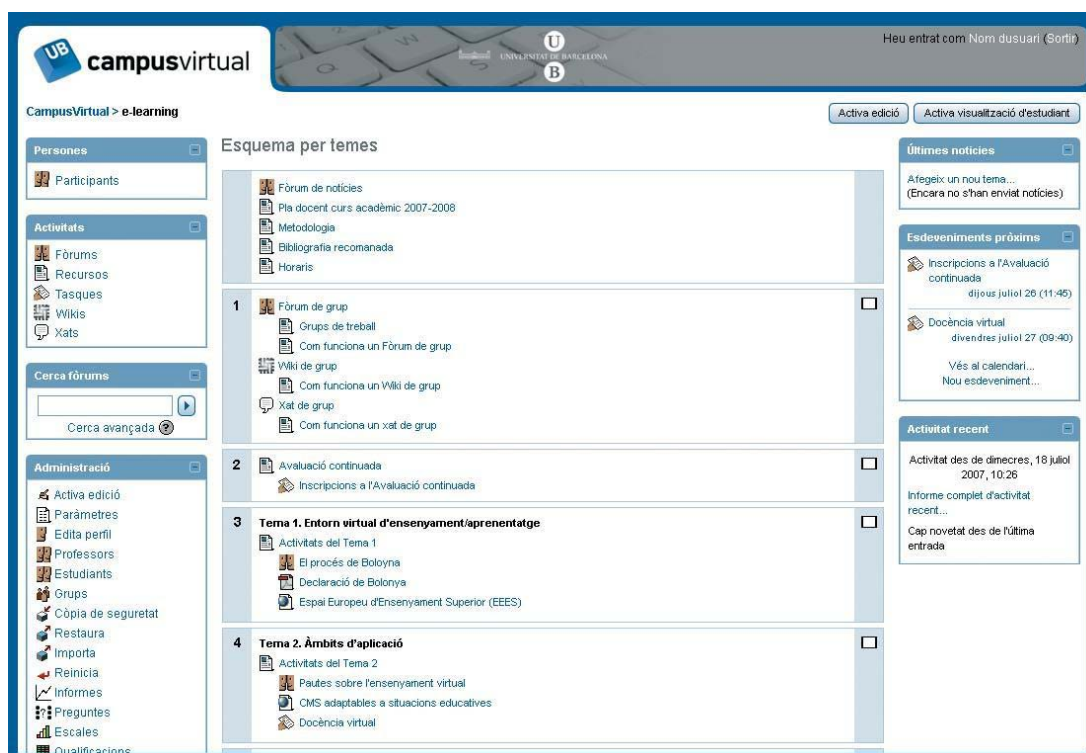 UB campusvirtual
U
UNIVERSITAT DE BARCELONA
B
Heu entrat com Nom dusuari (Sortir)
CampusVirtual > e-learning
Activa edició
Activa visualització d'estudiant
Persones
Participants
Activitats
Fòrums
Recursos
Tasques
Wikis
Xats
Cerca fòrums
Cerca avançada ?
Administració
Activa edició
Paràmetres
Edita perfil
Professors
Estudiants
Grups
Còpia de seguretat
Restaura
Importa
Reinicia
Informes
Preguntes
Escales
Qualificacions
Esquema per temes
Fòrum de notícies
Pla docent curs acadèmic 2007-2008
Metodologia
Bibliografia recomanada
Horaris
1 Fòrum de grup
Grups de treball
Com funciona un Fòrum de grup
Wiki de grup
Com funciona un Wiki de grup
Xat de grup
Com funciona un xat de grup
2 Avaluació continuada
Inscripcions a l'Avaluació continuada
3 Tema 1. Entorn virtual d'ensenyament/aprenentatge
Activitats del Tema 1
El procés de Boloyna
Declaració de Bolonya
Espai Europeu d'Ensenyament Superior (EEES)
4 Tema 2. Àmbits d'aplicació
Activitats del Tema 2
Pautes sobre l'ensenyament virtual
CMS adaptables a situacions educatives
Docència virtual
Últimes notícies
Afegeix un nou tema...
(Encara no s'han enviat notícies)
Esdeveniments pròxims
Inscripcions a l'Avaluació
continuada
dijous juliol 26 (11:45)
Docència virtual
divendres juliol 27 (09:40)
Vés al calendari...
Nou esdeveniment...
Activitat recent
Activitat des de dimecres, 18 juliol
2007, 10:26
Informe complet d'activitat
recent...
Cap novetat des de l'última
entrada